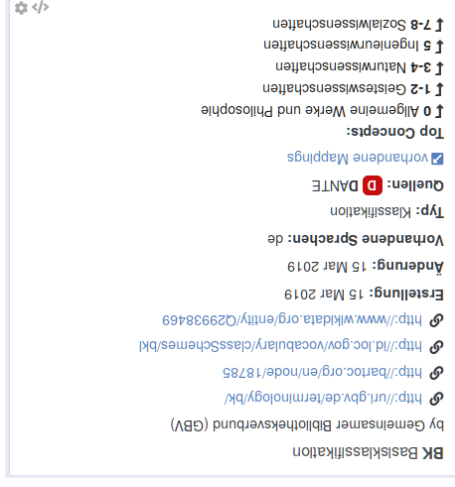 BK Basisklassifikation
by Gemeinsamer Bibliotheksverbund (GBV)
http://uri.gbv.de/terminology/bk/
http://bartoc.org/en/node/18785
http://id.loc.gov/vocabulary/classSchemes/bkl
http://www.wikidata.org/entity/Q29938469
Erstellung: 15 Mar 2019
Änderung: 15 Mar 2019
Vorhandene Sprachen: de
Typ: Klassifikation
Quellen: D DANTE
vorhandene Mappings
Top Concepts:
0 Allgemeine Werke und Philosophie
1-2 Geisteswissenschaften
3-4 Naturwissenschaften
5 Ingenieurwissenschaften
7-8 Sozialwissenschaften